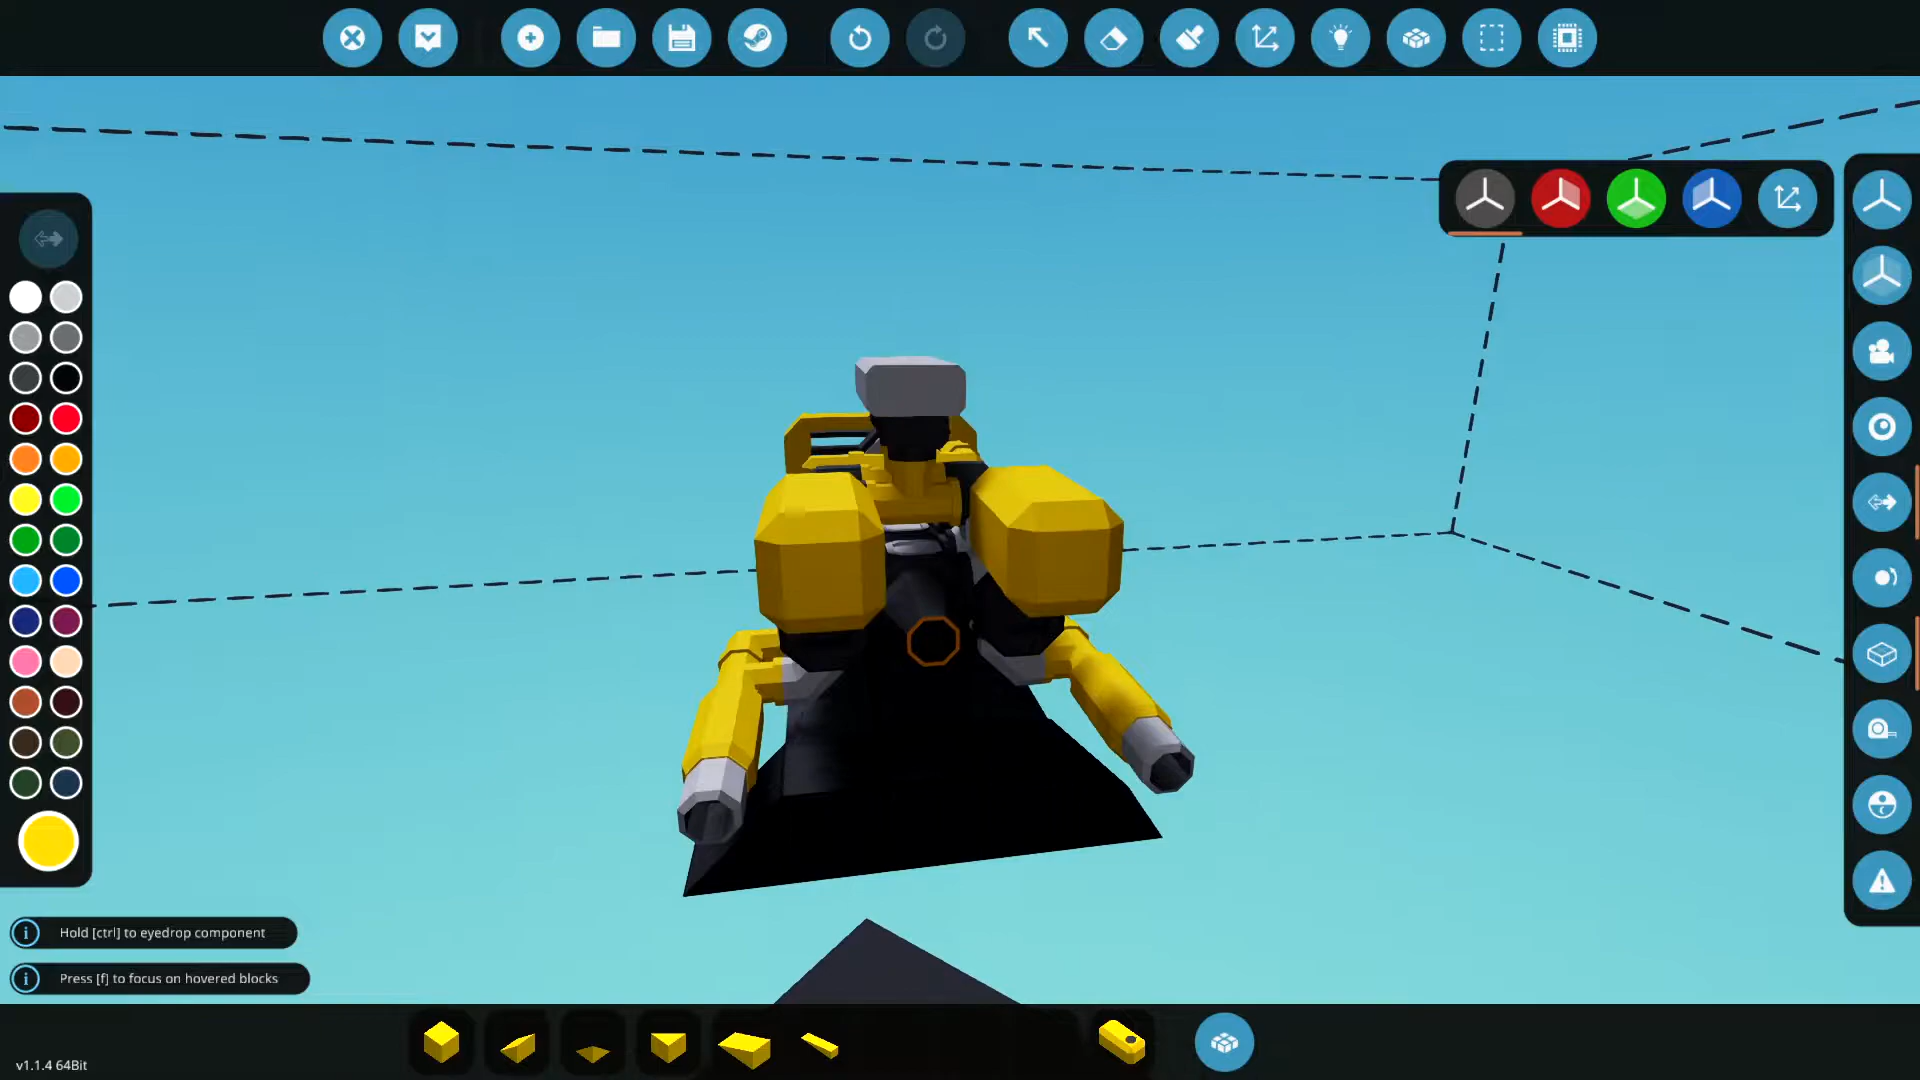 Hold [ctrl] to eyedrop component
Press [f] to focus on hovered blocks
v1.1.4 64Bit